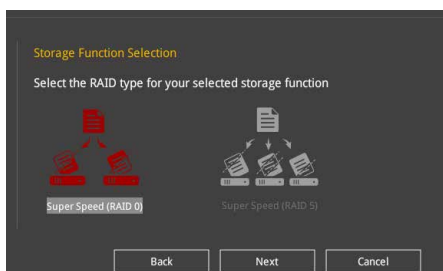 Storage Function Selection
Select the RAID type for your selected storage function
Super Speed (RAID 0)
Super Speed (RAID 5)
Back
Next
Cancel